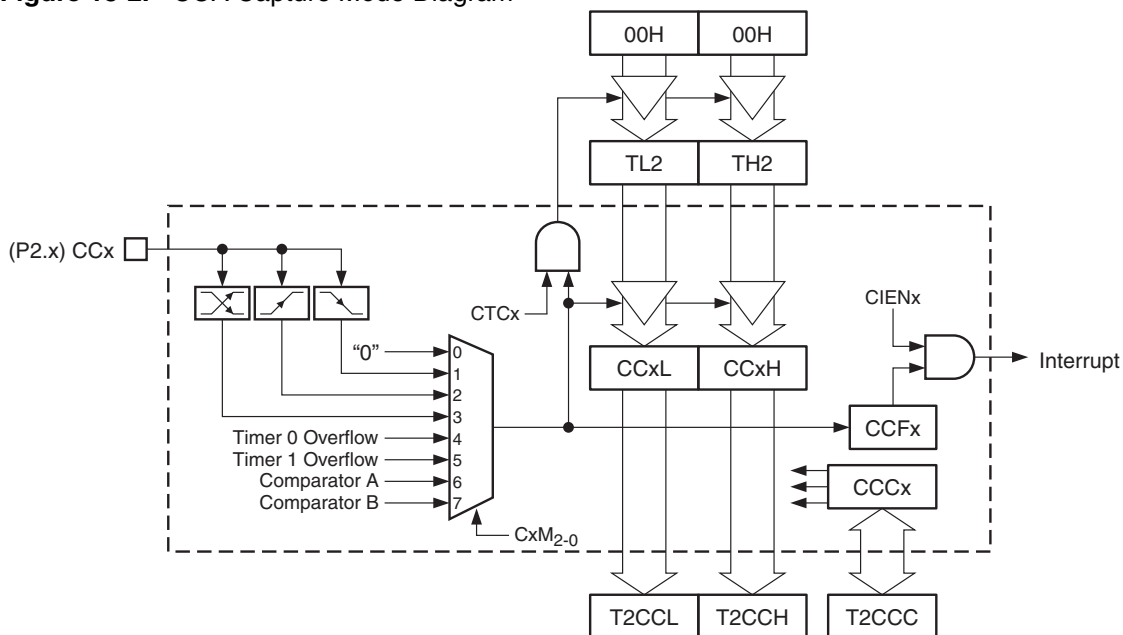 Figure 18-2. CCA Capture Mode Diagram
00H 00H
TL2 TH2
(P2.x) CCx
CTCx
CIENx
"0"
0
1
2
3
Timer 0 Overflow 4
Timer 1 Overflow 5
Comparator A 6
Comparator B 7
CxM2-0
CCxL CCxH
Interrupt
CCFx
CCCx
T2CCL T2CCH T2CCC